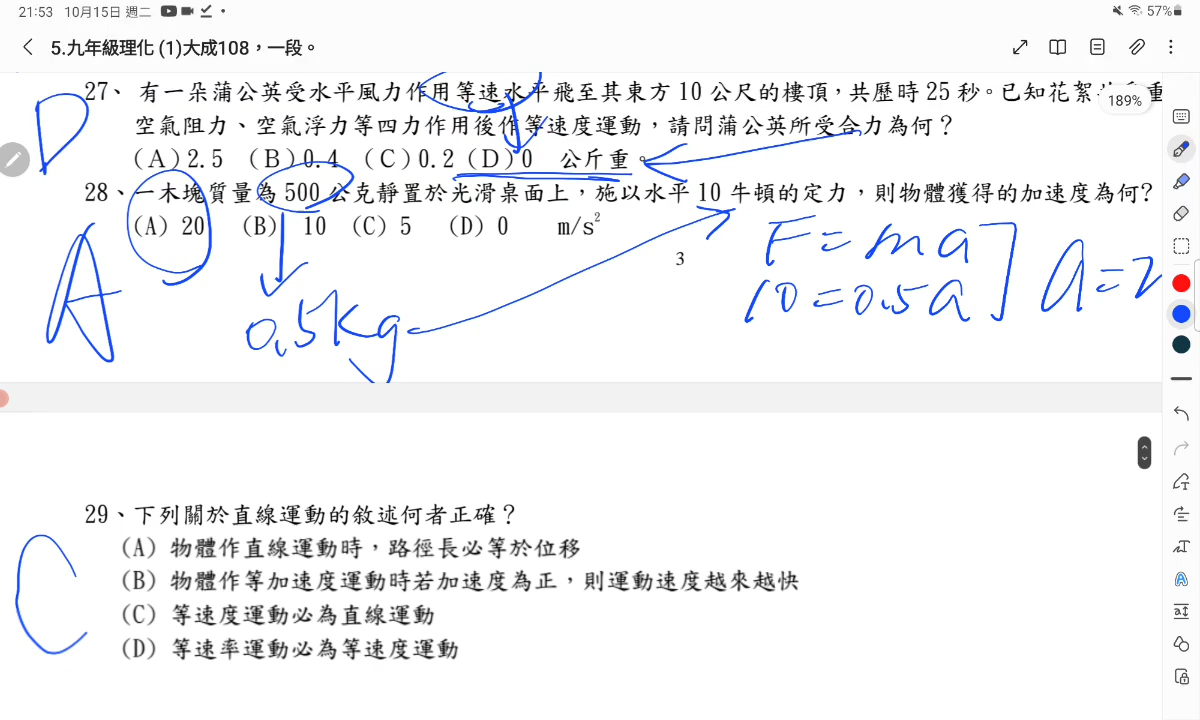 21:53 10月15日 週二 57%
5.九年級理化 (1)大成108，一段。
27、 有一朵蒲公英受水平風力作用等速水平飛至其東方 10 公尺的樓頂，共歷時 25 秒。已知花絮
189%
重
空氣阻力、空氣浮力等四力作用後作等速度運動，請問蒲公英所受合力為何？
D
(A) 2.5 (B) 0.4 (C) 0.2 (D) 0 公斤重。
28、一木塊質量為 500 公克靜置於光滑桌面上，施以水平 10 牛頓的定力，則物體獲得的加速度為何?
(A) 20 (B) 10 (C) 5 (D) 0 m/s²
A
3
F=ma
10=0.5a
a=2
0.5kg
29、下列關於直線運動的敘述何者正確？
(A) 物體作直線運動時，路徑長必等於位移
(B) 物體作等加速度運動時若加速度為正，則運動速度越來越快
C
(C) 等速度運動必為直線運動
(D) 等速率運動必為等速度運動